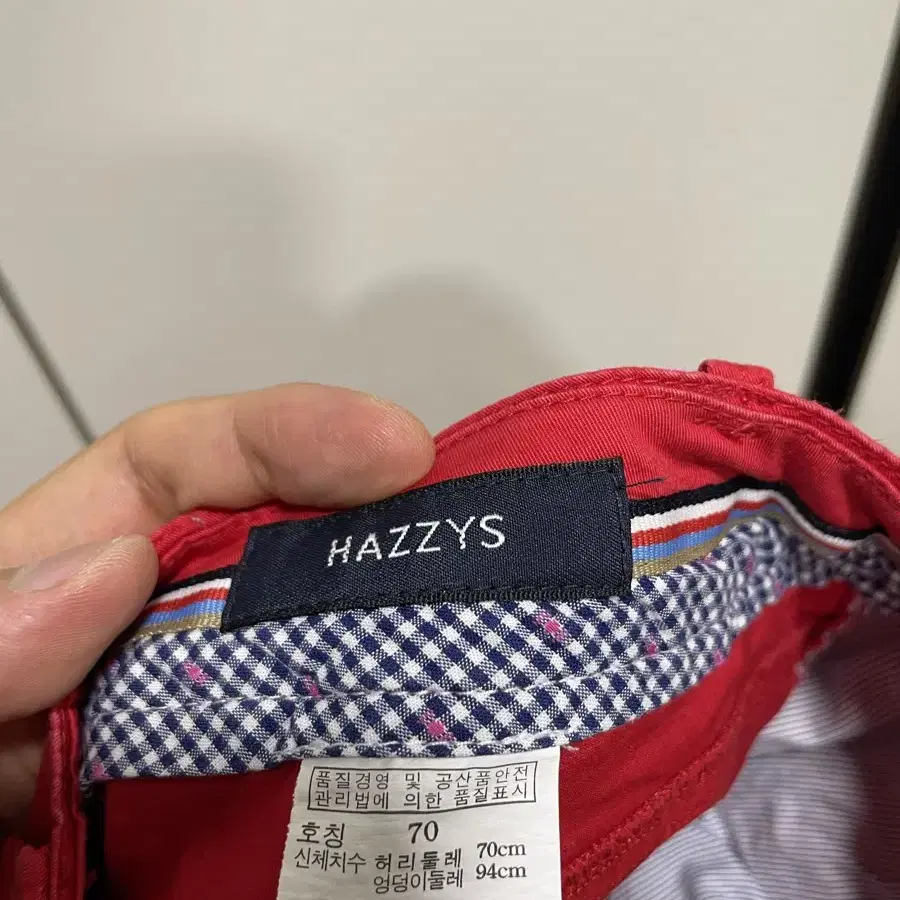 HAZZYS
품질경영 및 공산품안전
관리법에 의한 품질표시
호칭 70
신체치수 허리둘레 70cm
엉덩이둘레 94cm